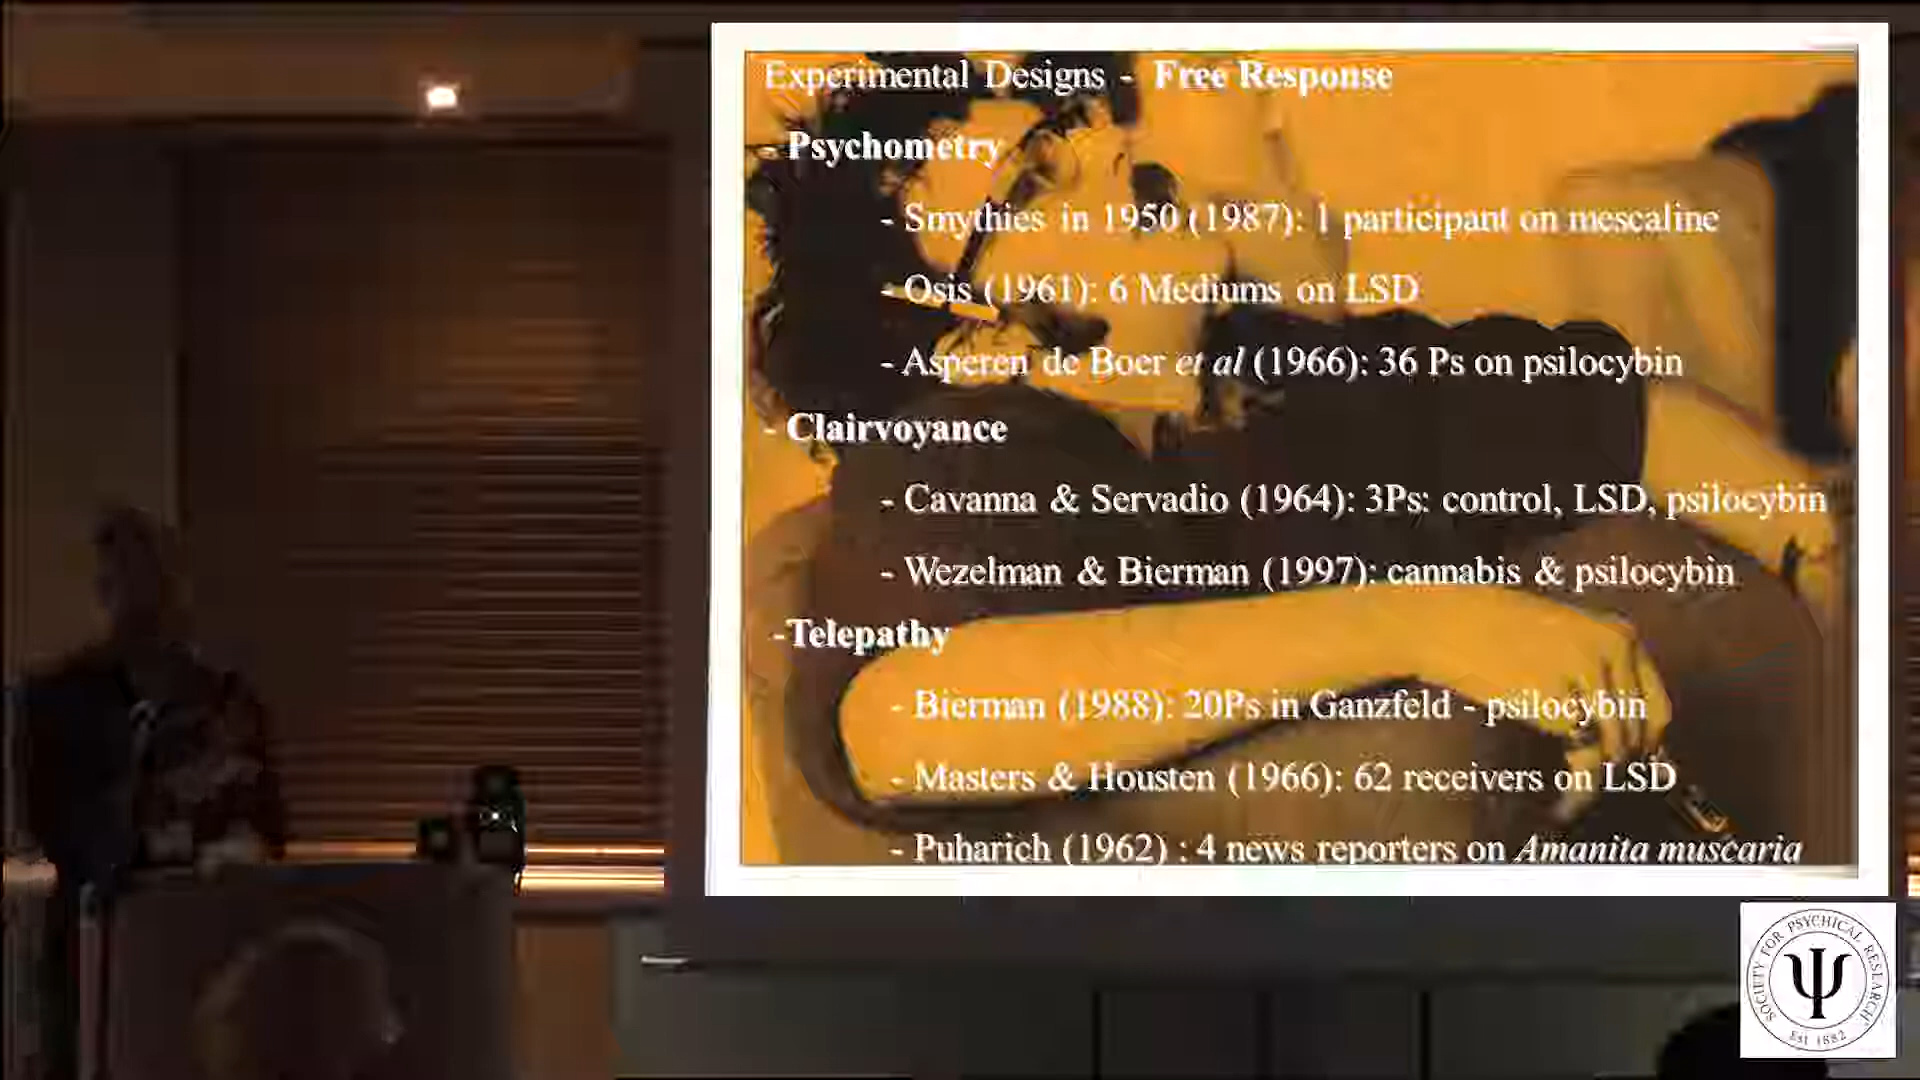 Experimental Designs - Free Response
- Psychometry
- Smythies in 1950 (1987): 1 participant on mescaline
- Osis (1961): 6 Mediums on LSD
- Asperen de Boer et al (1966): 36 Ps on psilocybin
- Clairvoyance
- Cavanna & Servadio (1964): 3Ps: control, LSD, psilocybin
- Wezelman & Bierman (1997): cannabis & psilocybin
-Telepathy
- Bierman (1988): 20Ps in Ganzfeld - psilocybin
- Masters & Housten (1966): 62 receivers on LSD
- Puharich (1962) : 4 news reporters on Amanita muscaria
SOCIETY FOR PSYCHICAL RESEARCH
Est 1882